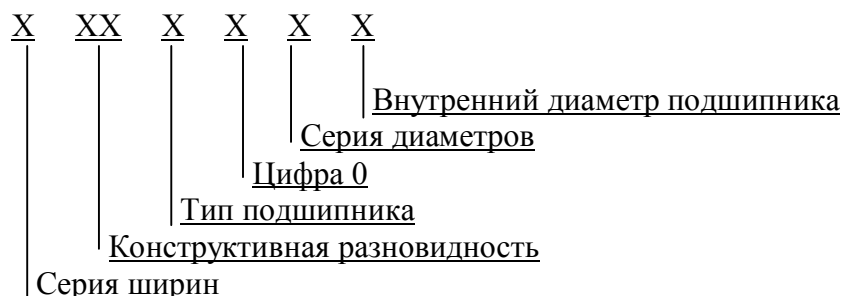 X XX X X X X
Внутренний диаметр подшипника
Серия диаметров
Цифра 0
Тип подшипника
Конструктивная разновидность
Серия ширин